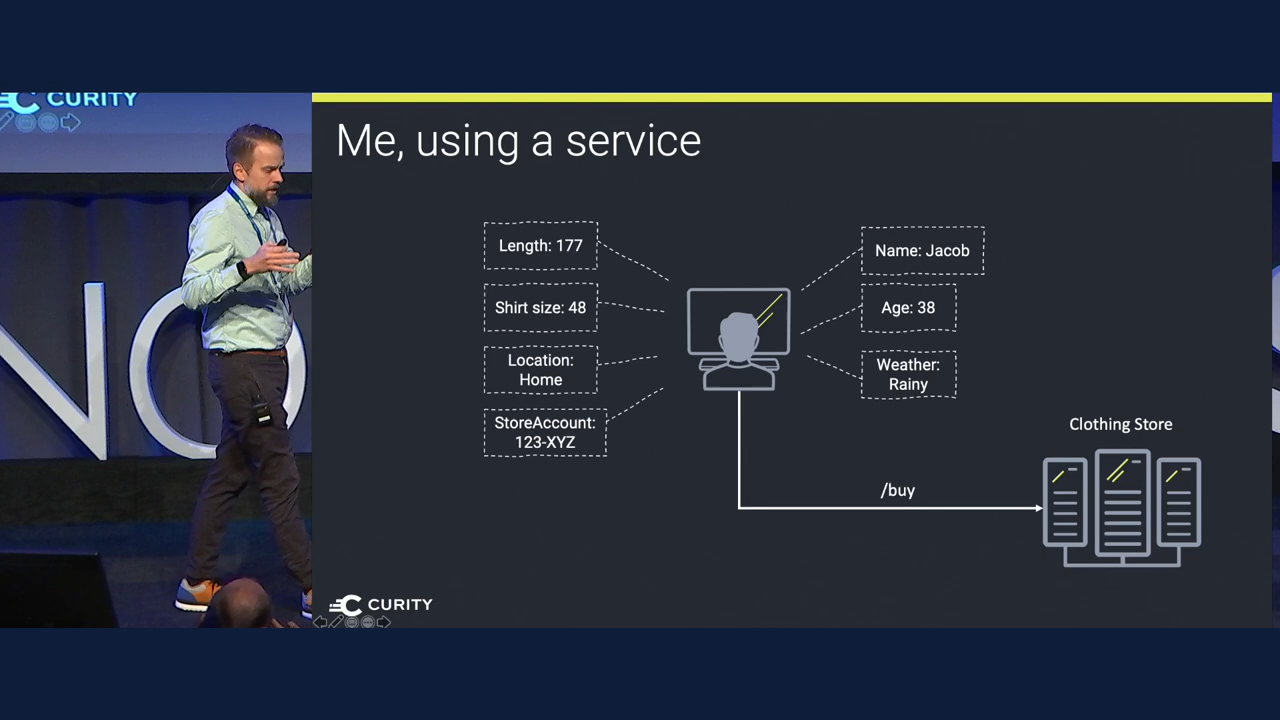 CURITY
NO
Me, using a service
Length: 177
Shirt size: 48
Location:
Home
StoreAccount:
123-XYZ
Name: Jacob
Age: 38
Weather:
Rainy
Clothing Store
/buy
CURITY